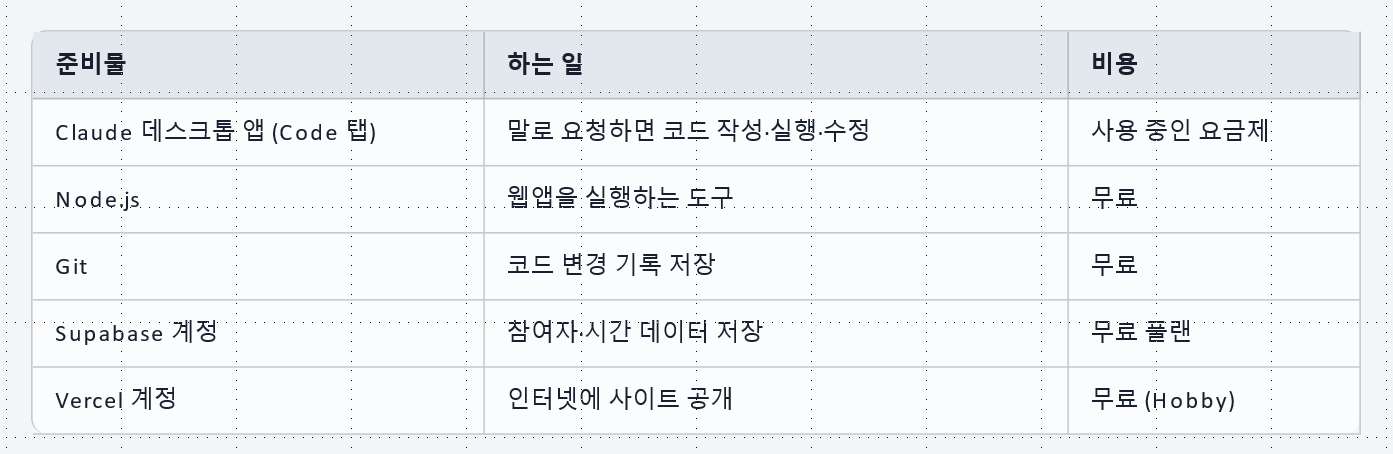 준비물 하는 일 비용
Claude 데스크톱 앱 (Code 탭) 말로 요청하면 코드 작성·실행·수정 사용 중인 요금제
Node.js 웹앱을 실행하는 도구 무료
Git 코드 변경 기록 저장 무료
Supabase 계정 참여자·시간 데이터 저장 무료 플랜
Vercel 계정 인터넷에 사이트 공개 무료 (Hobby)